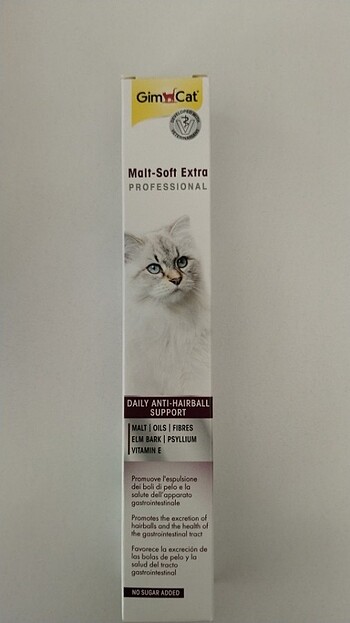 GimCat
Malt-Soft Extra
PROFESSIONAL
DAILY ANTI-HAIRBALL
SUPPORT
MALT | OILS | FIBRES
ELM BARK | PSYLLIUM
VITAMIN E
Promuove l'espulsione
dei boli di pelo e la
salute dell'apparato
gastrointestinale
Promotes the excretion of
hairballs and the health of
the gastrointestinal tract
Favorece la excreción de
las bolas de pelo y la
salud del tracto
gastrointestinal
NO SUGAR ADDED